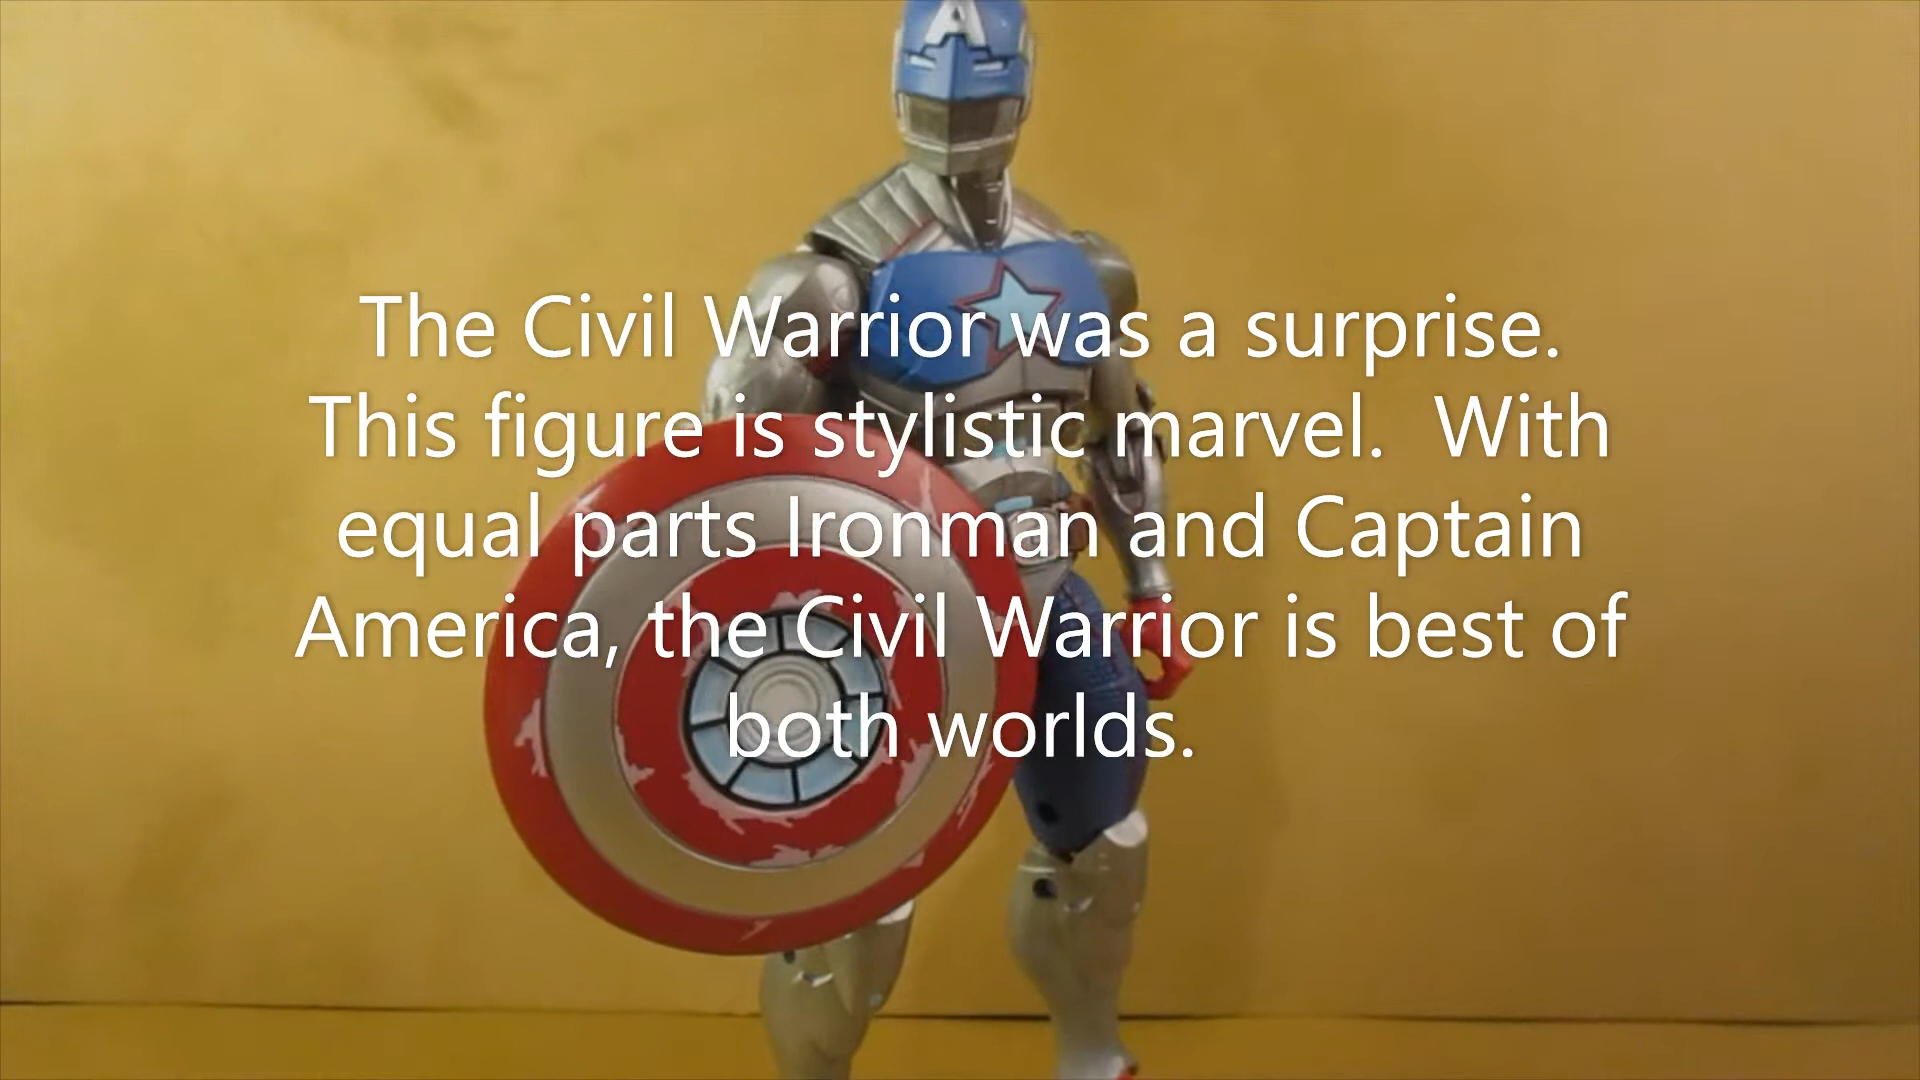 A
The Civil Warrior was a surprise.
This figure is stylistic marvel.  With
equal parts Ironman and Captain
America, the Civil Warrior is best of
both worlds.